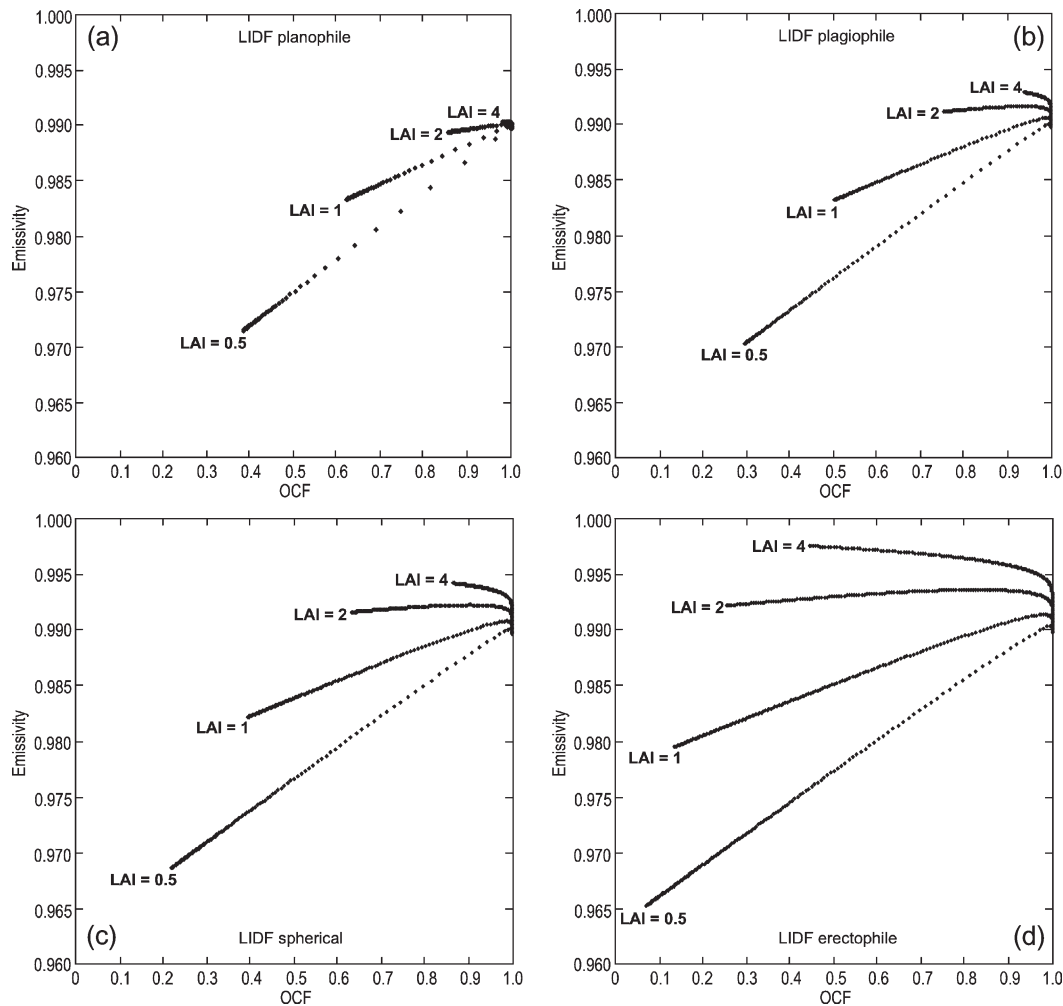 (a)
LIDF planophile
1.000
0.995
0.990
0.985
0.980
0.975
0.970
0.965
0.960
Emissivity
LAI = 4
LAI = 2
LAI = 1
LAI = 0.5
0 0.1 0.2 0.3 0.4 0.5 0.6 0.7 0.8 0.9 1.0
OCF
LIDF plagiophile
(b)
1.000
0.995
0.990
0.985
0.980
0.975
0.970
0.965
0.960
Emissivity
LAI = 4
LAI = 2
LAI = 1
LAI = 0.5
0 0.1 0.2 0.3 0.4 0.5 0.6 0.7 0.8 0.9 1.0
OCF
1.000
0.995
0.990
0.985
0.980
0.975
0.970
0.965
0.960
Emissivity
LAI = 4
LAI = 2
LAI = 1
LAI = 0.5
(c)
LIDF spherical
0 0.1 0.2 0.3 0.4 0.5 0.6 0.7 0.8 0.9 1.0
OCF
1.000
0.995
0.990
0.985
0.980
0.975
0.970
0.965
0.960
Emissivity
LAI = 4
LAI = 2
LAI = 1
LAI = 0.5
LIDF erectophile
(d)
0 0.1 0.2 0.3 0.4 0.5 0.6 0.7 0.8 0.9 1.0
OCF